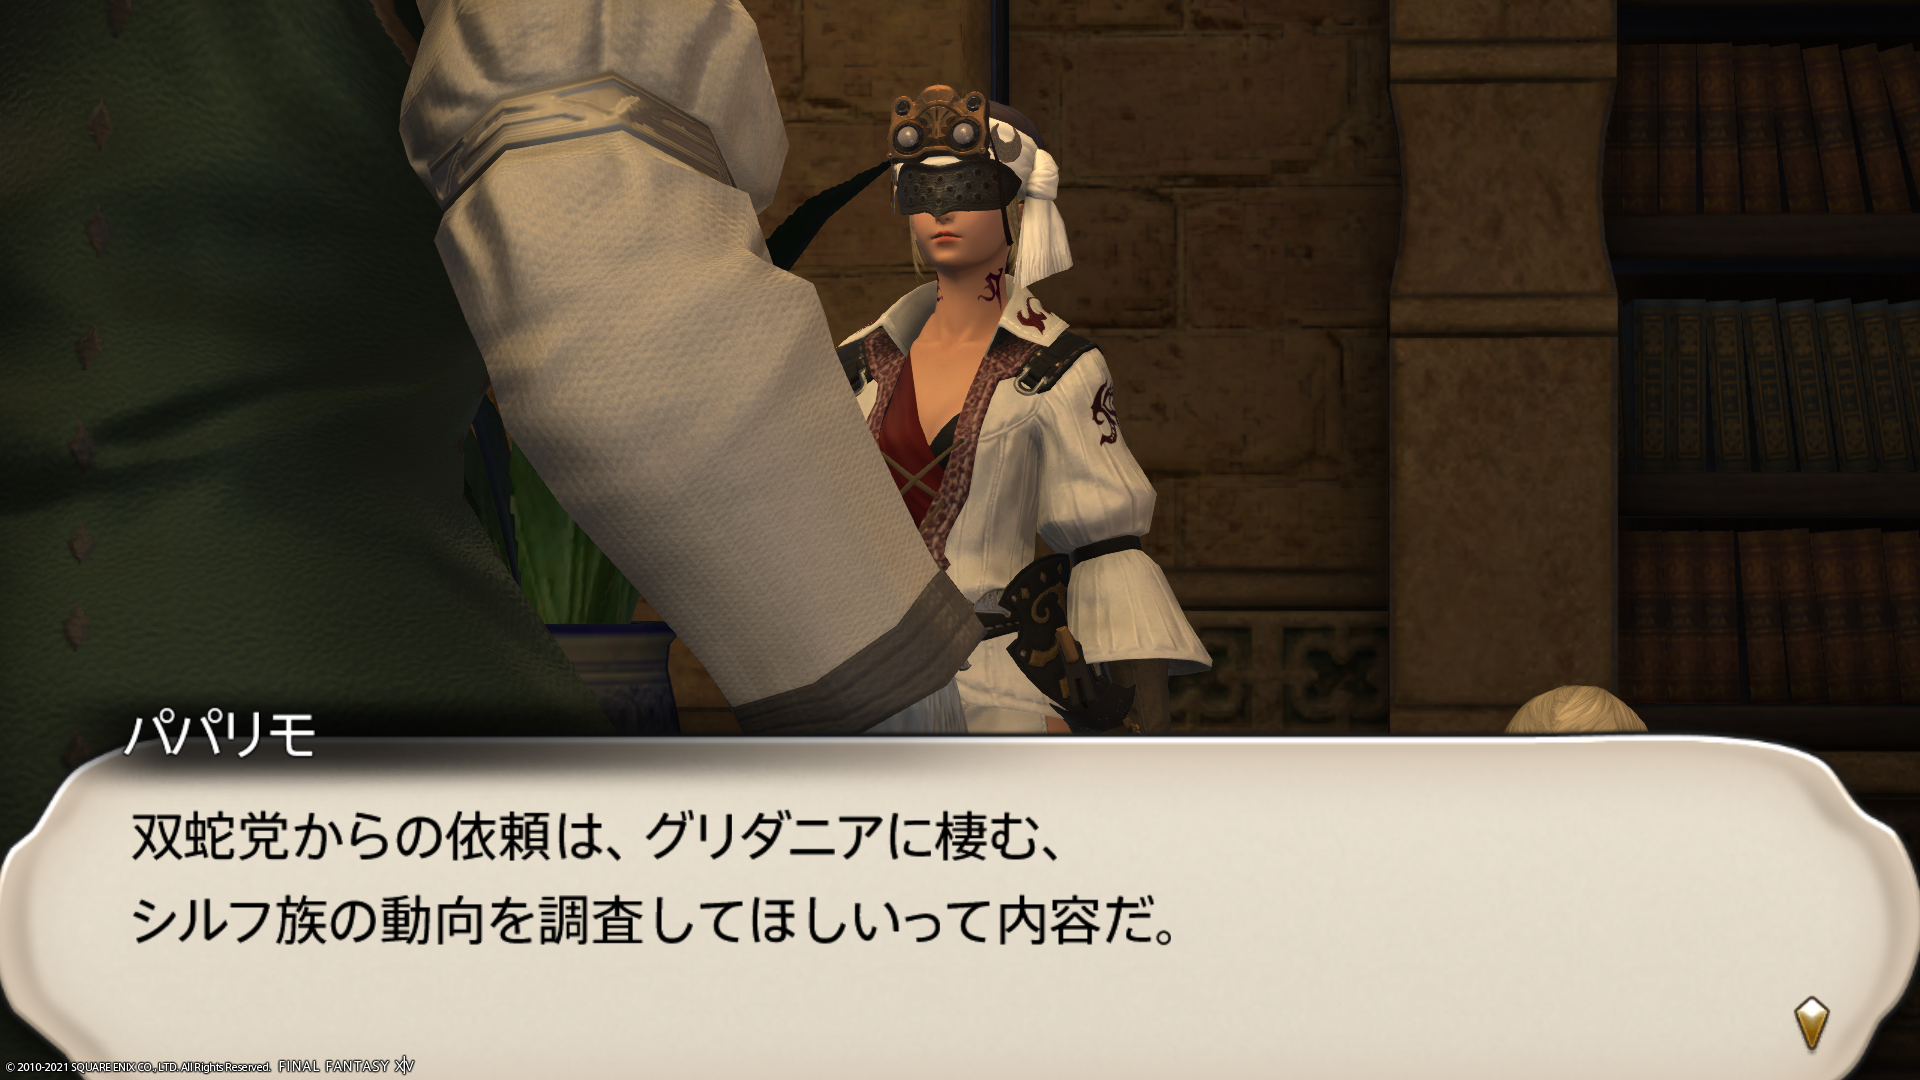 パパリモ
双蛇党からの依頼は、グリダニアに棲む、
シルフ族の動向を調査してほしいって内容だ。
© 2010-2021 SQUARE ENIX CO., LTD. All Rights Reserved. FINAL FANTASY XIV